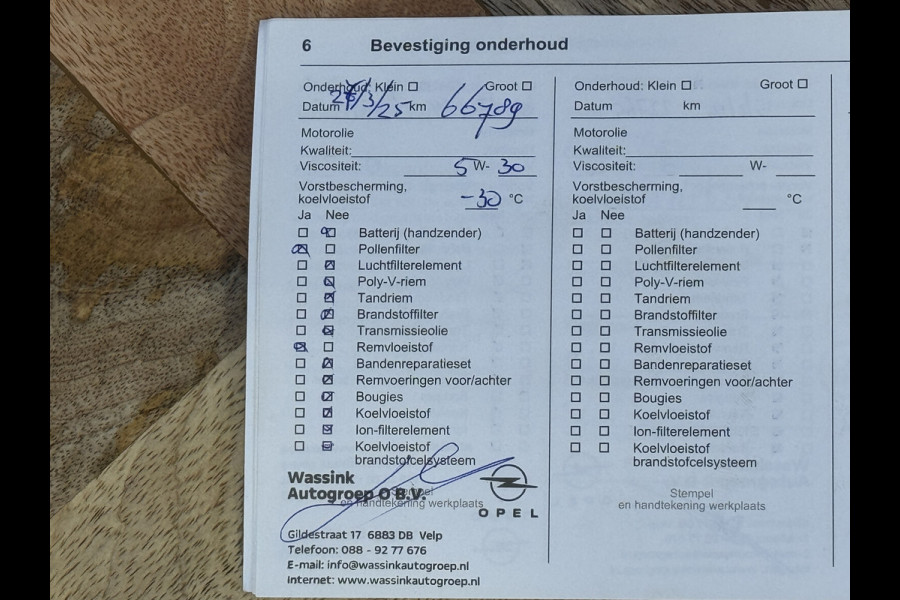 6 Bevestiging onderhoud
Onderhoud: Klein Groot
Datum /3/25 km 66789
Motorolie
Kwaliteit:
Viscositeit: 5 W- 30
Vorstbescherming,
koelvloeistof -30 °C
Ja Nee
Batterij (handzender)
Pollenfilter
Luchtfilterelement
Poly-V-riem
Tandriem
Brandstoffilter
Transmissieolie
Remvloeistof
Bandenreparatieset
Remvoeringen voor/achter
Bougies
Koelvloeistof
Ion-filterelement
Koelvloeistof
brandstofcelsysteem
Stempel
en handtekening werkplaats
Wassink
Autogroep O B.V.
OPEL
Gildestraat 17 6883 DB Velp
Telefoon: 088 - 92 77 676
E-mail: info@wassinkautogroep.nl
Internet: www.wassinkautogroep.nl
Onderhoud: Klein Groot
Datum km
Motorolie
Kwaliteit:
Viscositeit: W-
Vorstbescherming,
koelvloeistof °C
Ja Nee
Batterij (handzender)
Pollenfilter
Luchtfilterelement
Poly-V-riem
Tandriem
Brandstoffilter
Transmissieolie
Remvloeistof
Bandenreparatieset
Remvoeringen voor/achter
Bougies
Koelvloeistof
Ion-filterelement
Koelvloeistof
brandstofcelsysteem
Stempel
en handtekening werkplaats